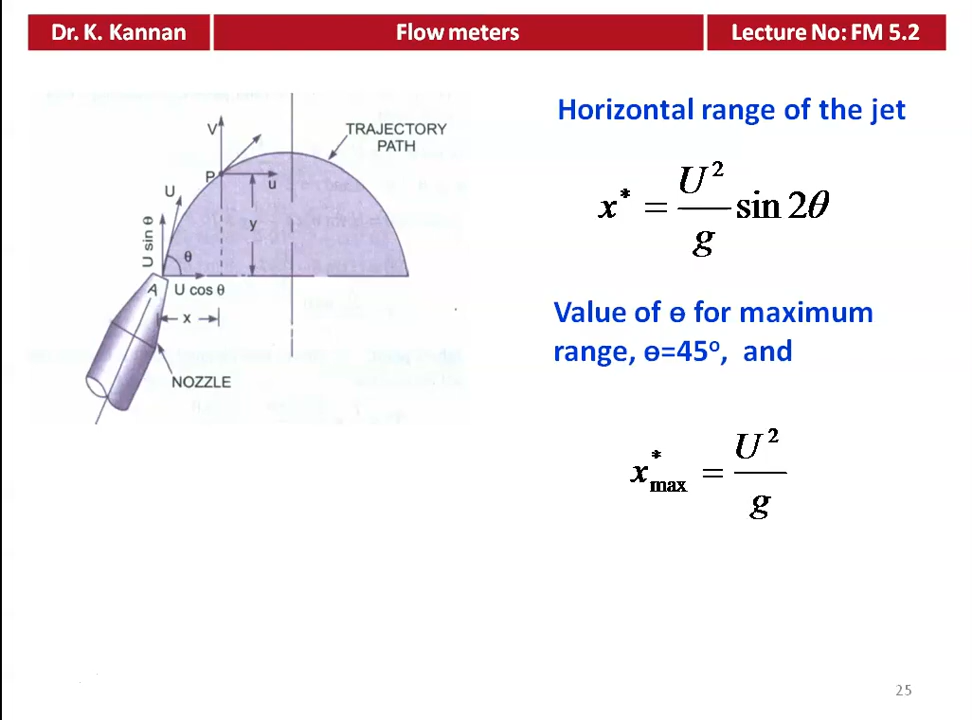 Dr. K. Kannan
Flow meters
Lecture No: FM 5.2
V
TRAJECTORY
PATH
P
u
U
y
U sin θ
θ
A
U cos θ
x
NOZZLE
Horizontal range of the jet
x* = U²/g sin 2θ
Value of ɵ for maximum
range, ɵ=45°, and
x*max = U²/g
25